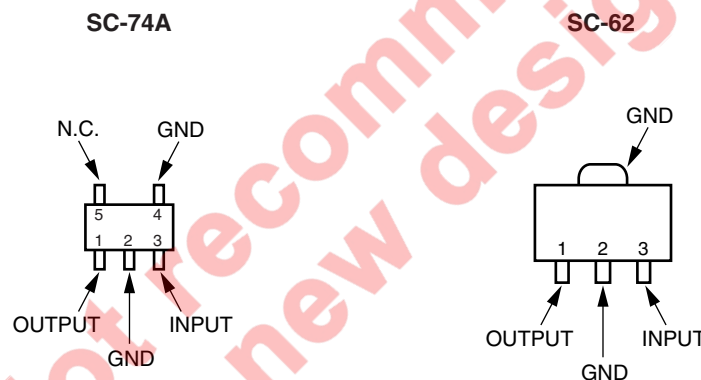 SC-74A
SC-62
N.C.
GND
5 4
1 2 3
OUTPUT
INPUT
GND
GND
1 2 3
OUTPUT
INPUT
GND